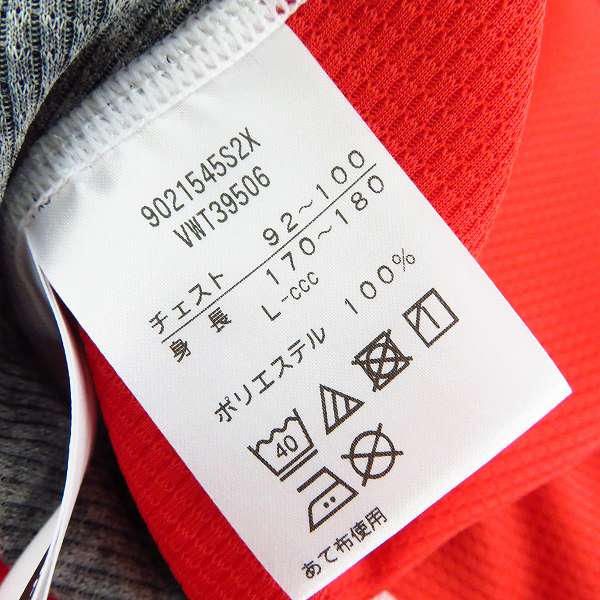 9021545S2X
VWT39506
チェスト 92～100
身 長 170～180
L-CCC
ポリエステル 100%
40
あて布使用